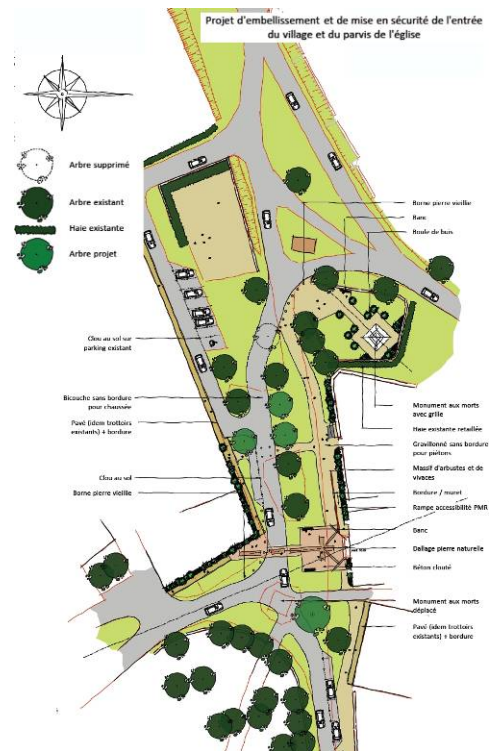 Projet d'embellissement et de mise en sécurité de l'entrée
du village et du parvis de l'église
Arbre supprimé
Arbre existant
Haie existante
Arbre projet
Borne pierre vieillie
Banc
Boule de buis
Clou au sol sur
parking existant
Bicouche sans bordure
pour chaussée
Pavé (idem trottoirs
existants) + bordure
Clou au sol
Borne pierre vieillie
Monument aux morts
avec grille
Haie existante retaillée
Gravillonné sans bordure
pour piétons
Massif d'arbustes et de
vivaces
Bordure / muret
Rampe accessibilité PMR
Banc
Dallage pierre naturelle
Béton clouté
Monument aux morts
déplacé
Pavé (idem trottoirs
existants) + bordure